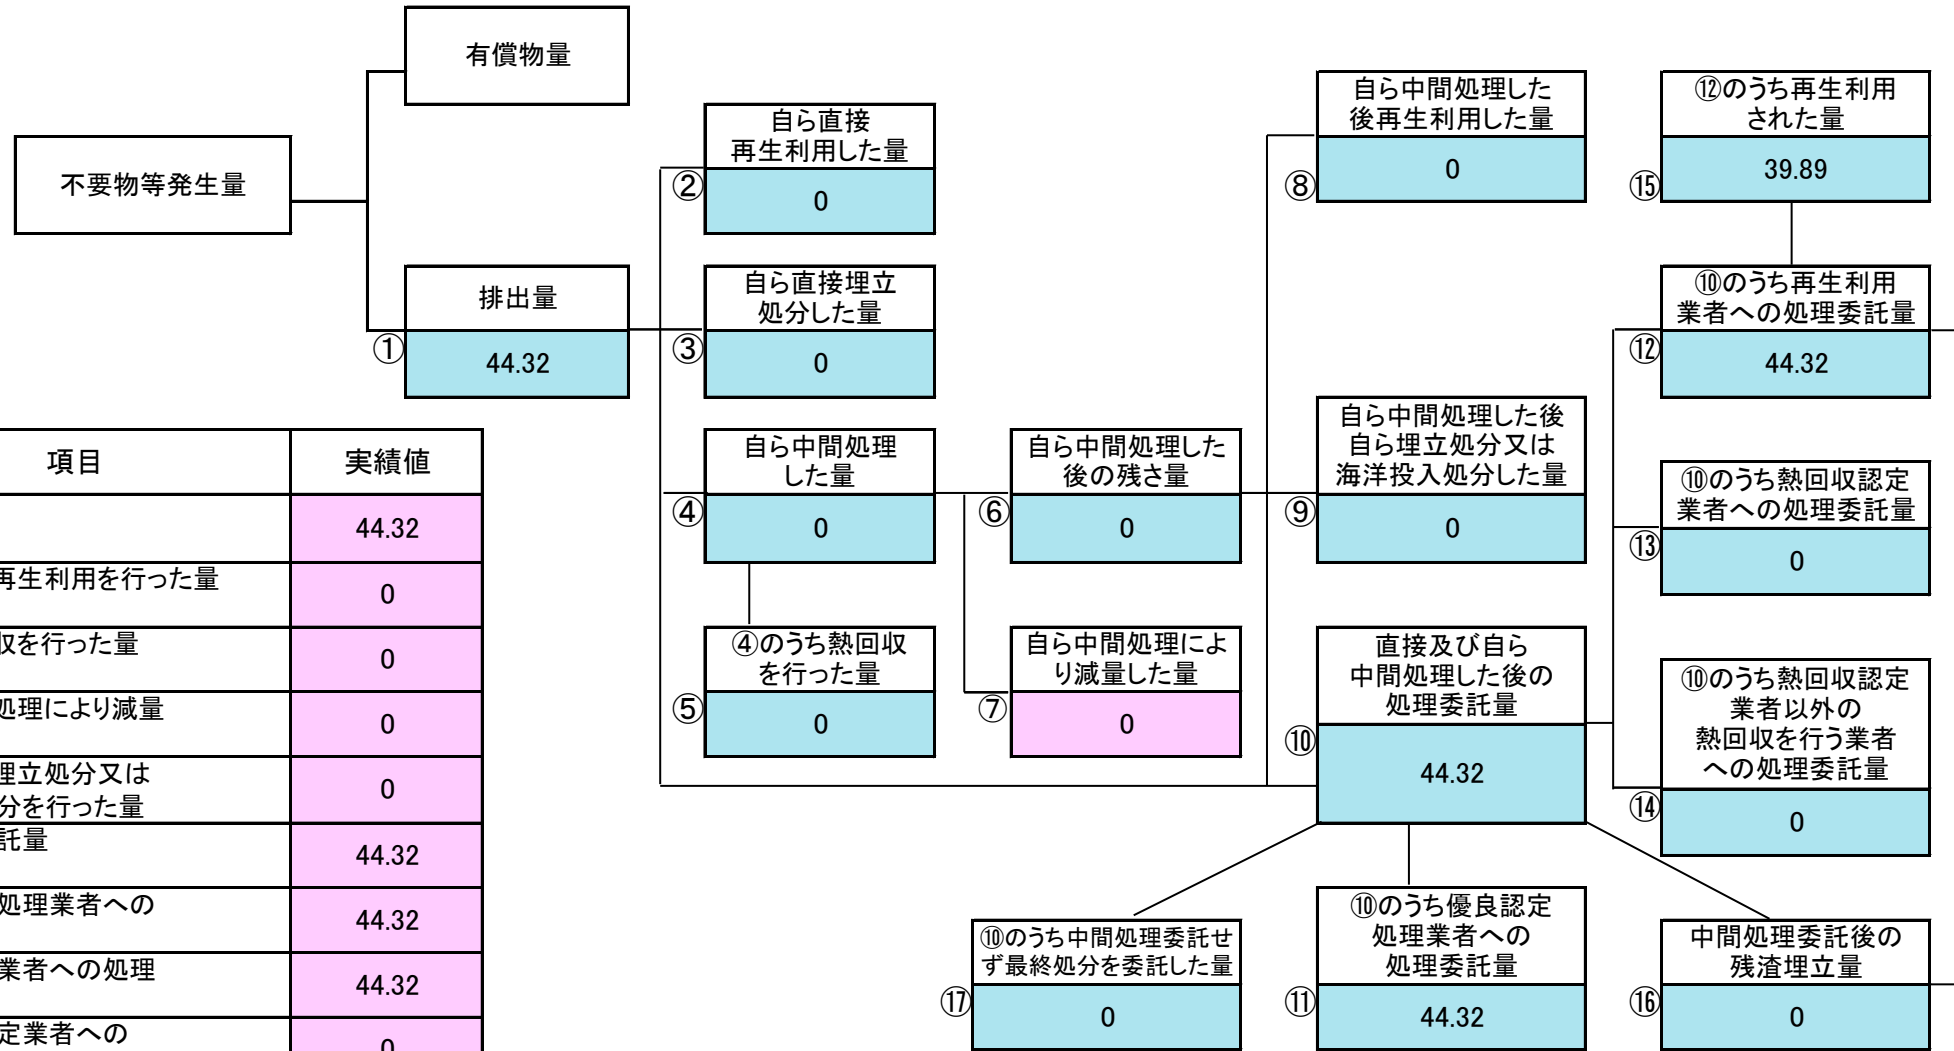 有償物量
不要物等発生量
排出量
①
44.32
自ら直接
再生利用した量
②
0
自ら直接埋立
処分した量
③
0
自ら中間処理
した量
④
0
④のうち熱回収
を行った量
⑤
0
自ら中間処理した
後の残さ量
⑥
0
自ら中間処理によ
り減量した量
⑦
0
自ら中間処理した
後再生利用した量
⑧
0
自ら中間処理した後
自ら埋立処分又は
海洋投入処分した量
⑨
0
直接及び自ら
中間処理した後の
処理委託量
⑩
44.32
⑫のうち再生利用
された量
⑮
39.89
⑩のうち再生利用
業者への処理委託量
⑫
44.32
⑩のうち熱回収認定
業者への処理委託量
⑬
0
⑩のうち熱回収認定
業者以外の
熱回収を行う業者
への処理委託量
⑭
0
⑩のうち中間処理委託せ
ず最終処分を委託した量
⑰
0
⑩のうち優良認定
処理業者への
処理委託量
⑪
44.32
中間処理委託後の
残渣埋立量
⑯
0
項目 実績値
44.32
再生利用を行った量 0
収を行った量 0
処理により減量 0
埋立処分又は
分を行った量 0
託量 44.32
処理業者への 44.32
業者への処理 44.32
定業者への 0